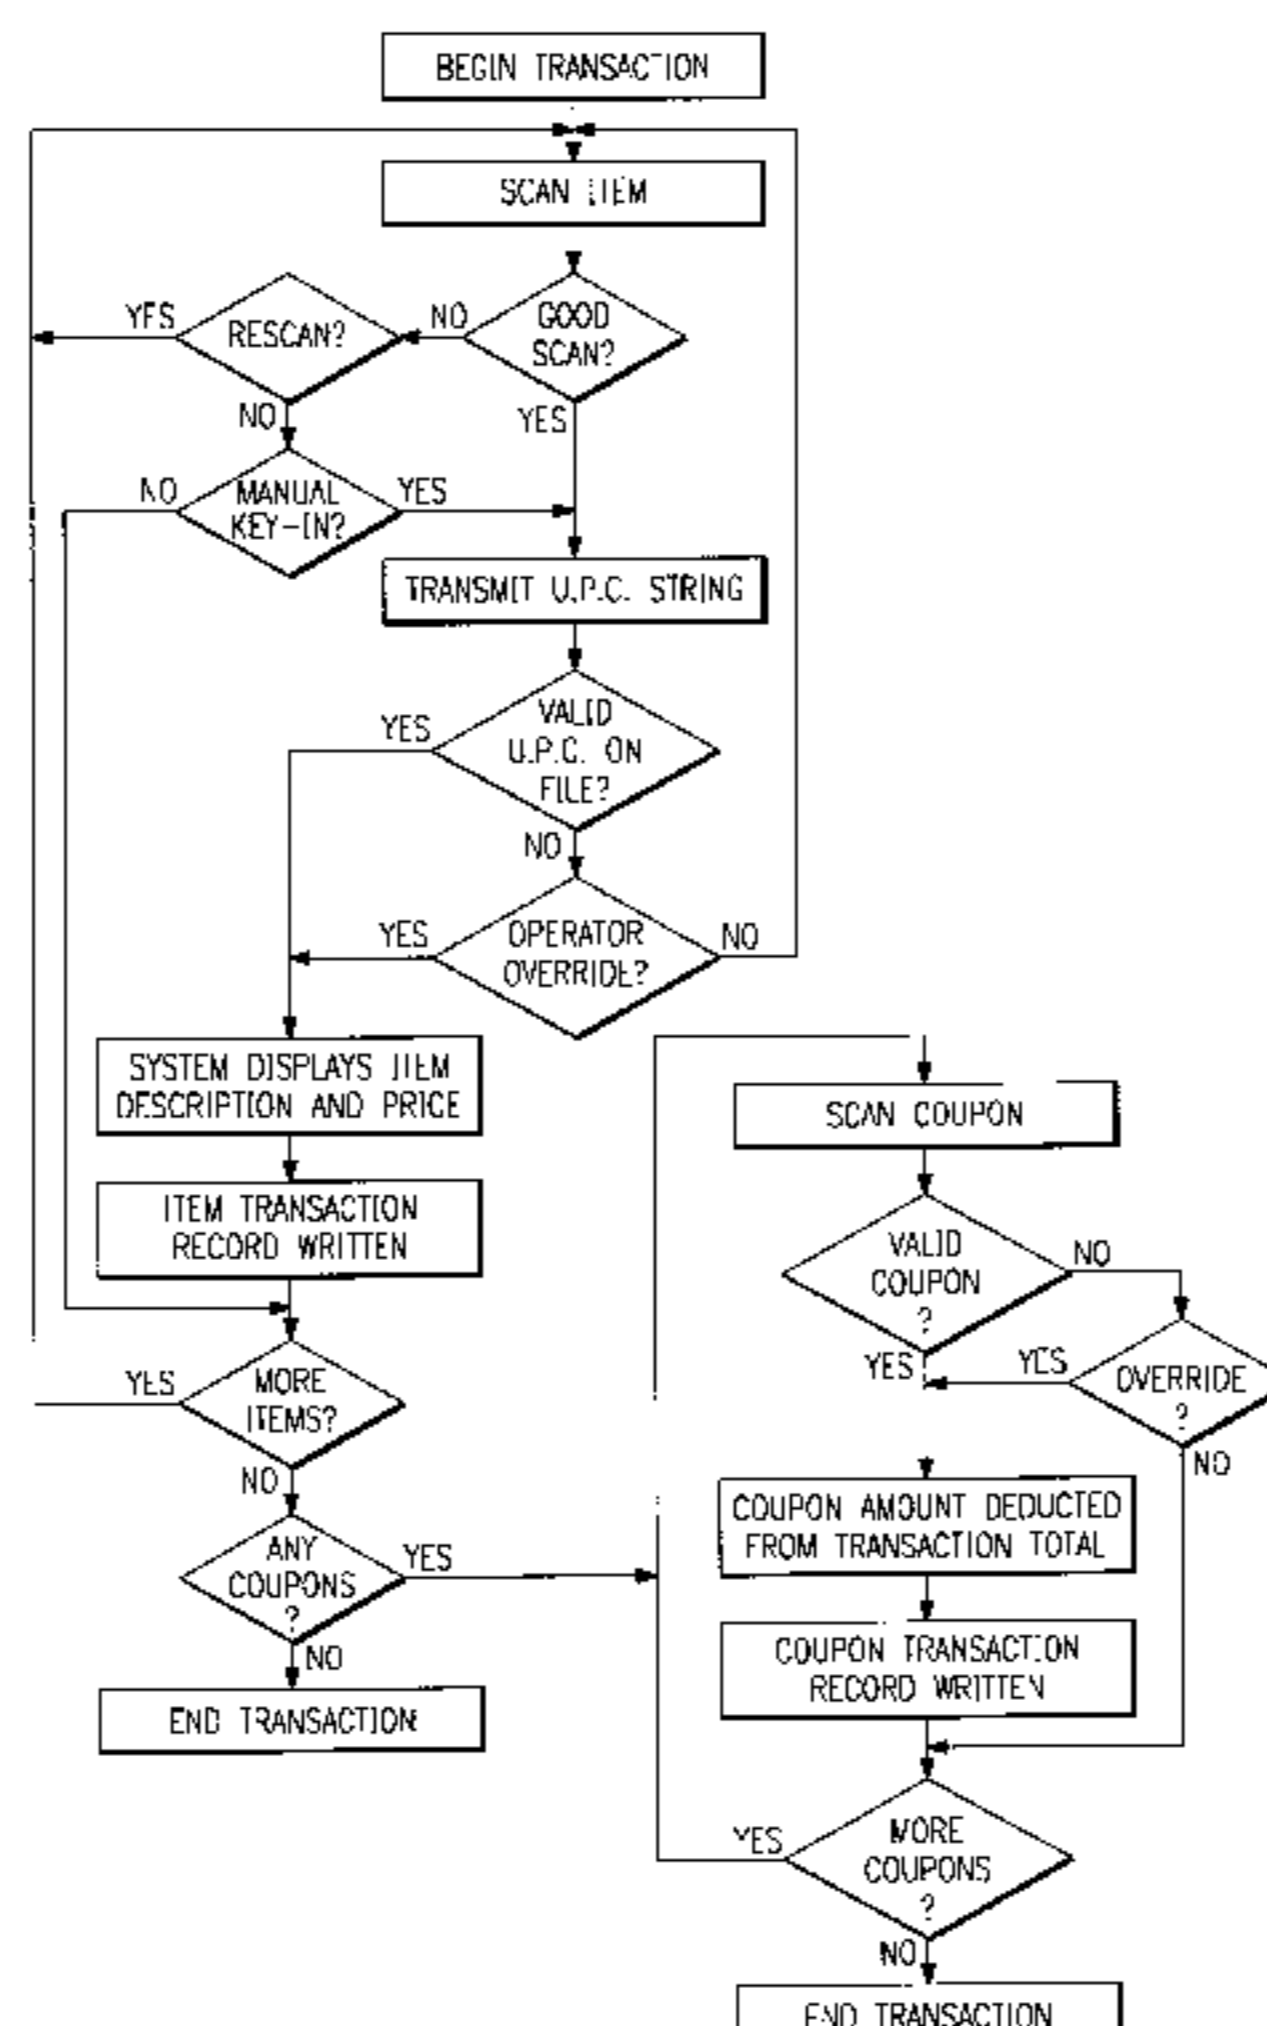 BEGIN TRANSACTION
SCAN ITEM
GOOD
SCAN?
NO
RESCAN?
YES
NO
YES
MANUAL
KEY-IN?
NO
YES
TRANSMIT U.P.C. STRING
VALID
U.P.C. ON
FILE?
YES
NO
OPERATOR
OVERRIDE?
YES
NO
SYSTEM DISPLAYS ITEM
DESCRIPTION AND PRICE
ITEM TRANSACTION
RECORD WRITTEN
MORE
ITEMS?
YES
NO
ANY
COUPONS
?
YES
NO
END TRANSACTION
SCAN COUPON
VALID
COUPON
?
NO
YES
OVERRIDE
?
YES
NO
COUPON AMOUNT DEDUCTED
FROM TRANSACTION TOTAL
COUPON TRANSACTION
RECORD WRITTEN
MORE
COUPONS
?
YES
NO
END TRANSACTION